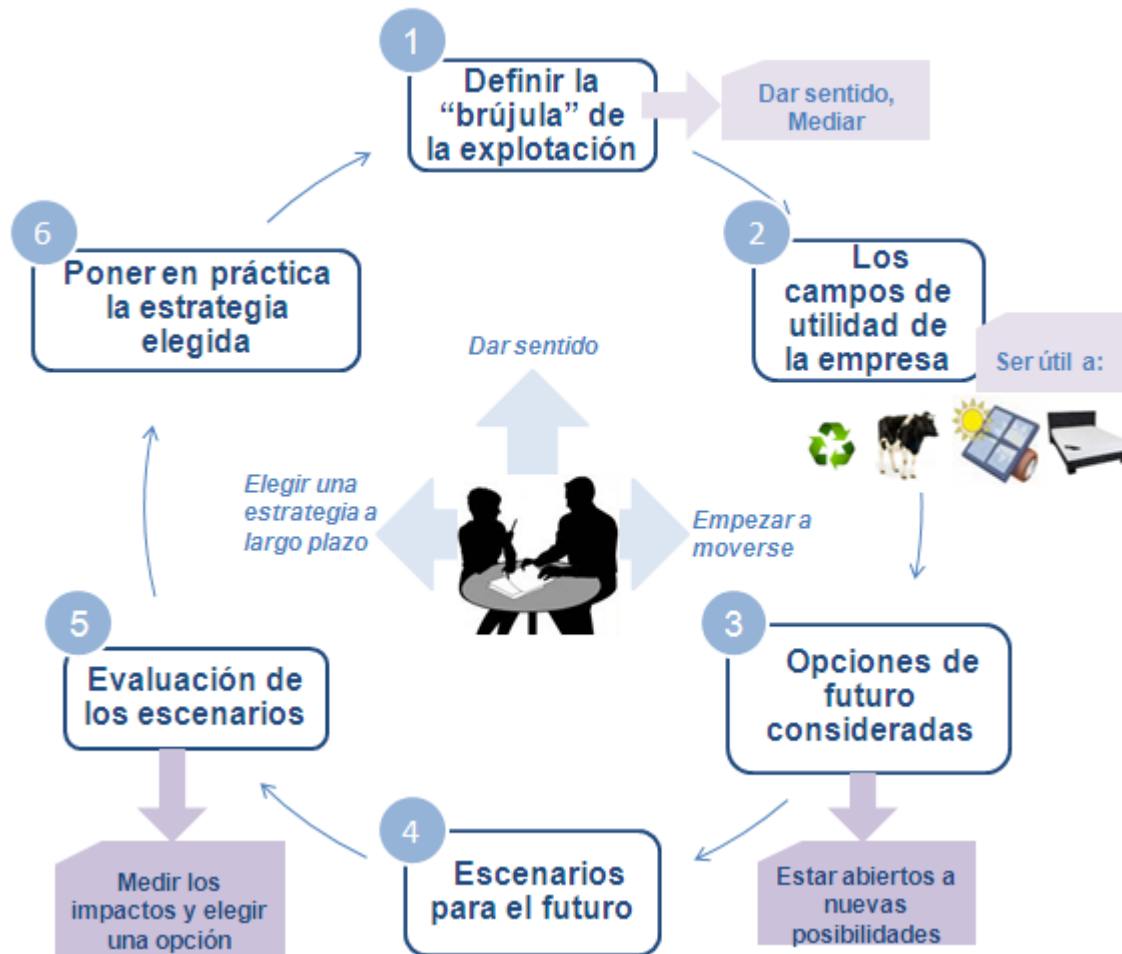 1
Definir la
“brújula” de
la explotación
Dar sentido,
Mediar
2
Los
campos de
utilidad de
la empresa
Ser útil a:
6
Poner en práctica
la estrategia
elegida
Dar sentido
Elegir una
estrategia a
largo plazo
Empezar a
moverse
3
Opciones de
futuro
consideradas
Estar abiertos a
nuevas
posibilidades
4
Escenarios
para el futuro
5
Evaluación de
los escenarios
Medir los
impactos y elegir
una opción